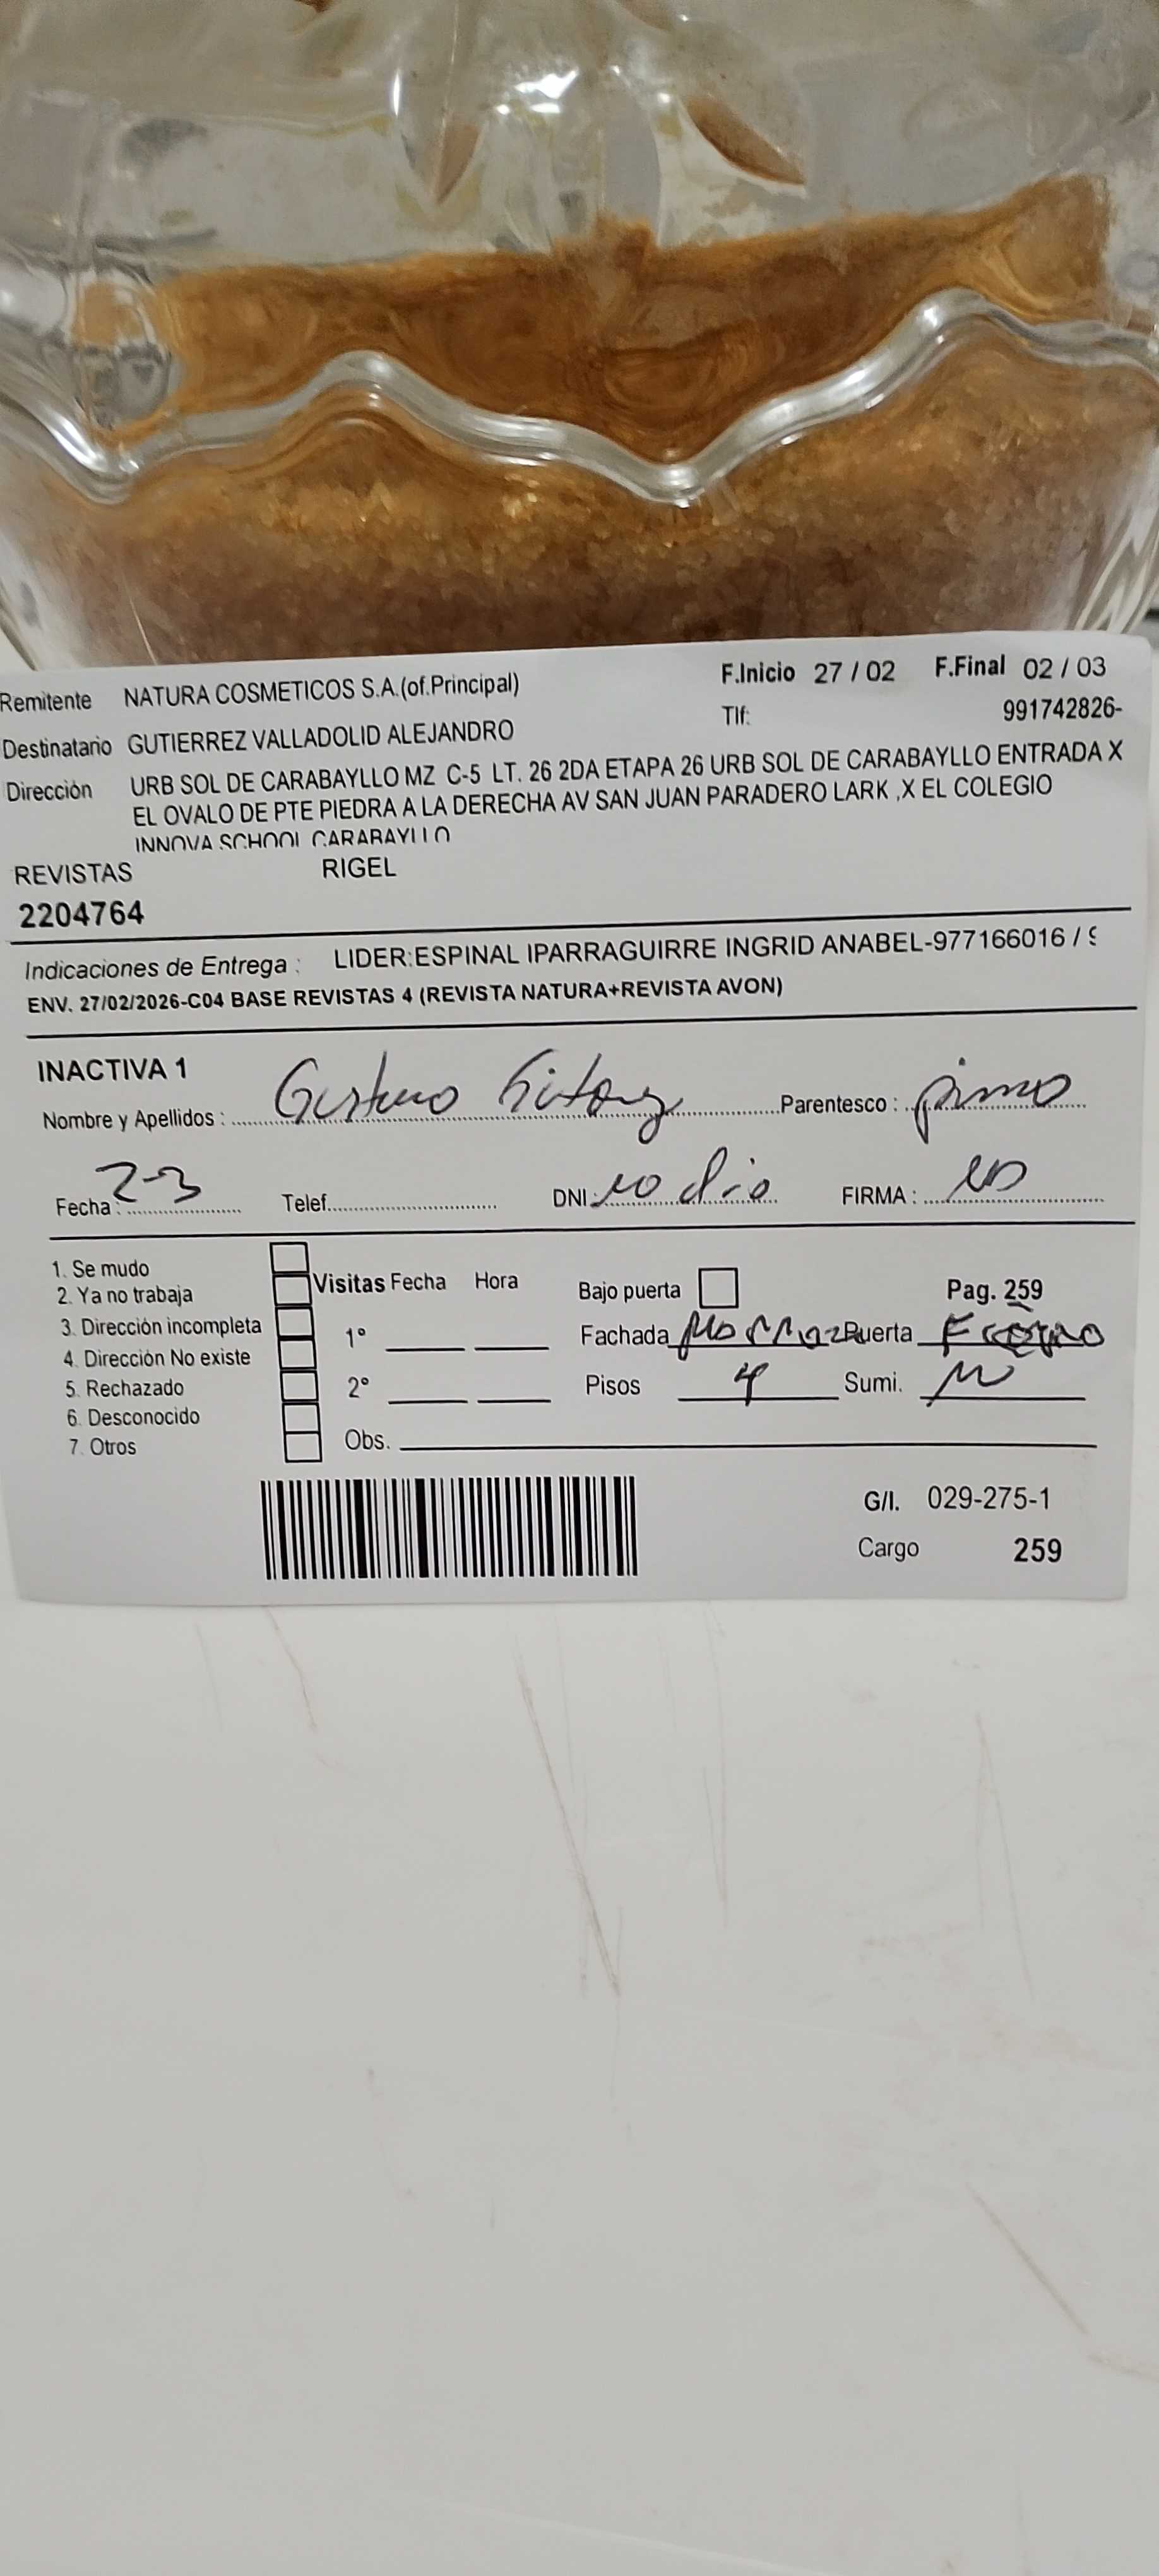 Remitente NATURA COSMETICOS S.A.(of.Principal) F.Inicio 27 / 02 F.Final 02 / 03
Tlf: 991742826-
Destinatario GUTIERREZ VALLADOLID ALEJANDRO
Dirección URB SOL DE CARABAYLLO MZ C-5 LT. 26 2DA ETAPA 26 URB SOL DE CARABAYLLO ENTRADA X
EL OVALO DE PTE PIEDRA A LA DERECHA AV SAN JUAN PARADERO LARK ,X EL COLEGIO
INNOVA SCHOOL CARABAYLLO
REVISTAS RIGEL
2204764
Indicaciones de Entrega : LIDER:ESPINAL IPARRAGUIRRE INGRID ANABEL-977166016 / 9
ENV. 27/02/2026-C04 BASE REVISTAS 4 (REVISTA NATURA+REVISTA AVON)
INACTIVA 1
Nombre y Apellidos : Gustavo Parentesco : primo
Fecha : 2-3 Telef. DNI: no dio FIRMA :
1. Se mudo
2. Ya no trabaja
3. Dirección incompleta
4. Dirección No existe
5. Rechazado
6. Desconocido
7. Otros
Visitas Fecha Hora
1°
2°
Obs.
Bajo puerta Pag. 259
Fachada Puerta
Pisos 4 Sumi.
G/I. 029-275-1
Cargo 259